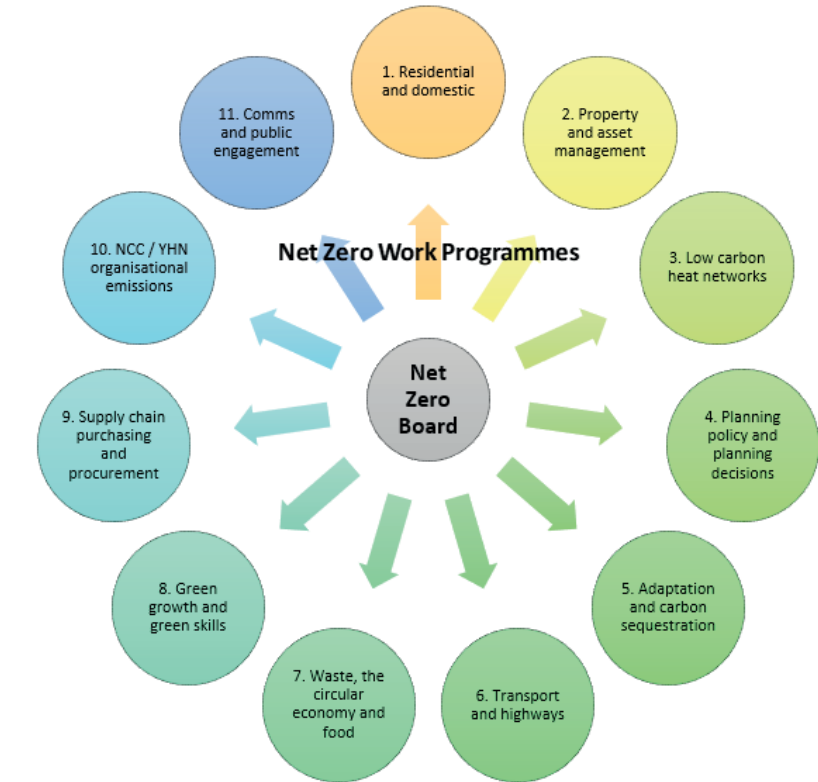 1. Residential
and domestic
2. Property
and asset
management
3. Low carbon
heat networks
4. Planning
policy and
planning
decisions
5. Adaptation
and carbon
sequestration
6. Transport
and highways
7. Waste, the
circular
economy and
food
8. Green
growth and
green skills
9. Supply chain
purchasing
and
procurement
10. NCC / YHN
organisational
emissions
11. Comms
and public
engagement
Net Zero Work Programmes
Net
Zero
Board